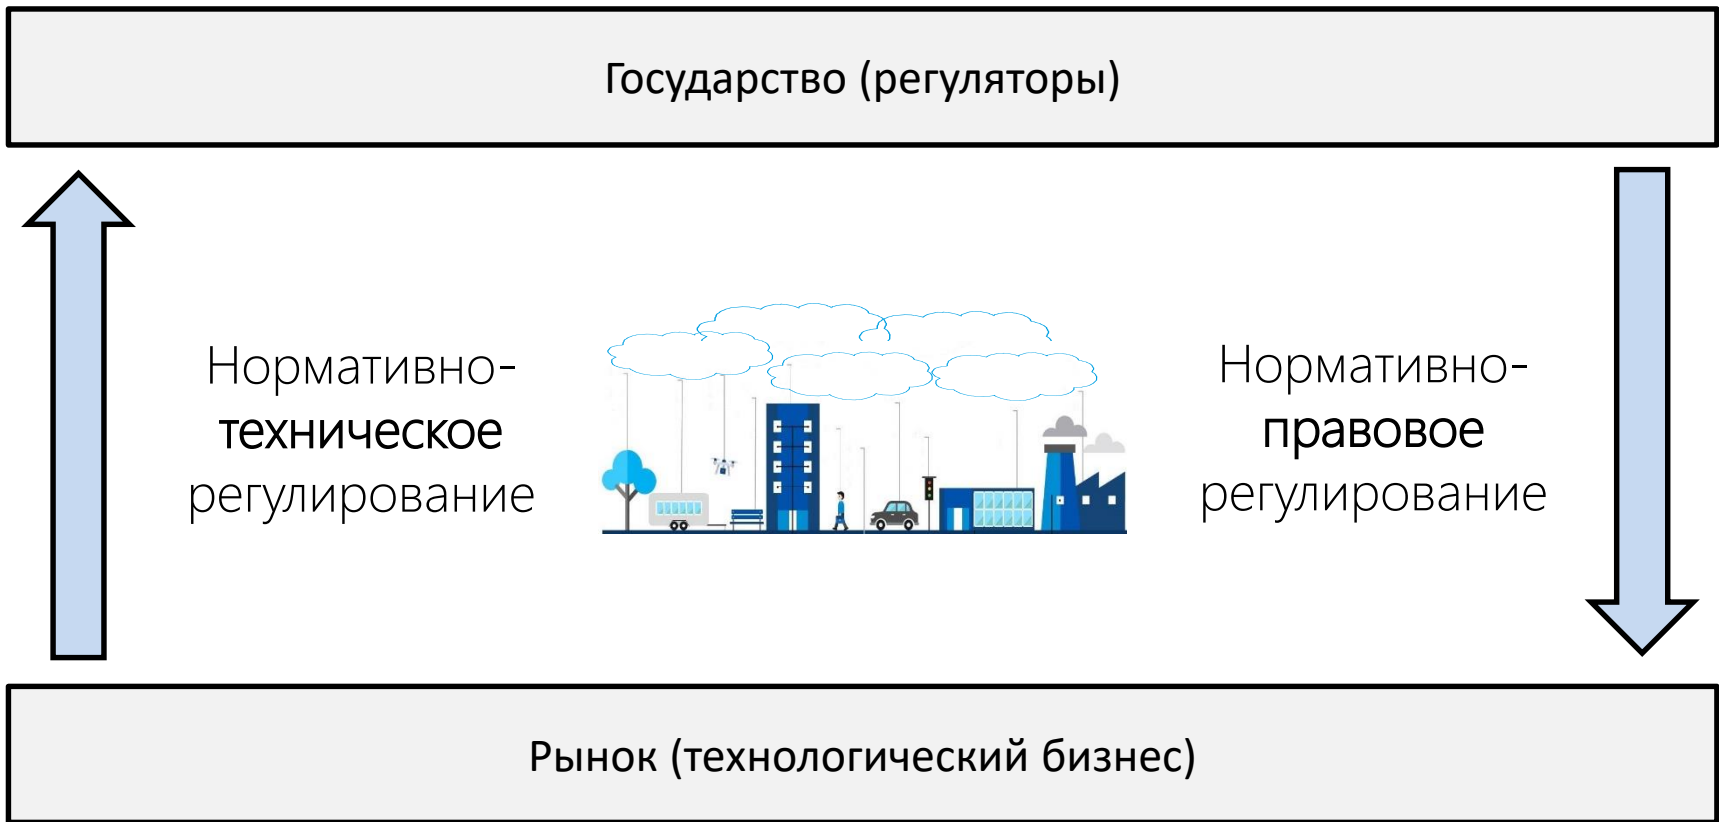 Государство (регуляторы)
Нормативно-
техническое
регулирование
Нормативно-
правовое
регулирование
Рынок (технологический бизнес)